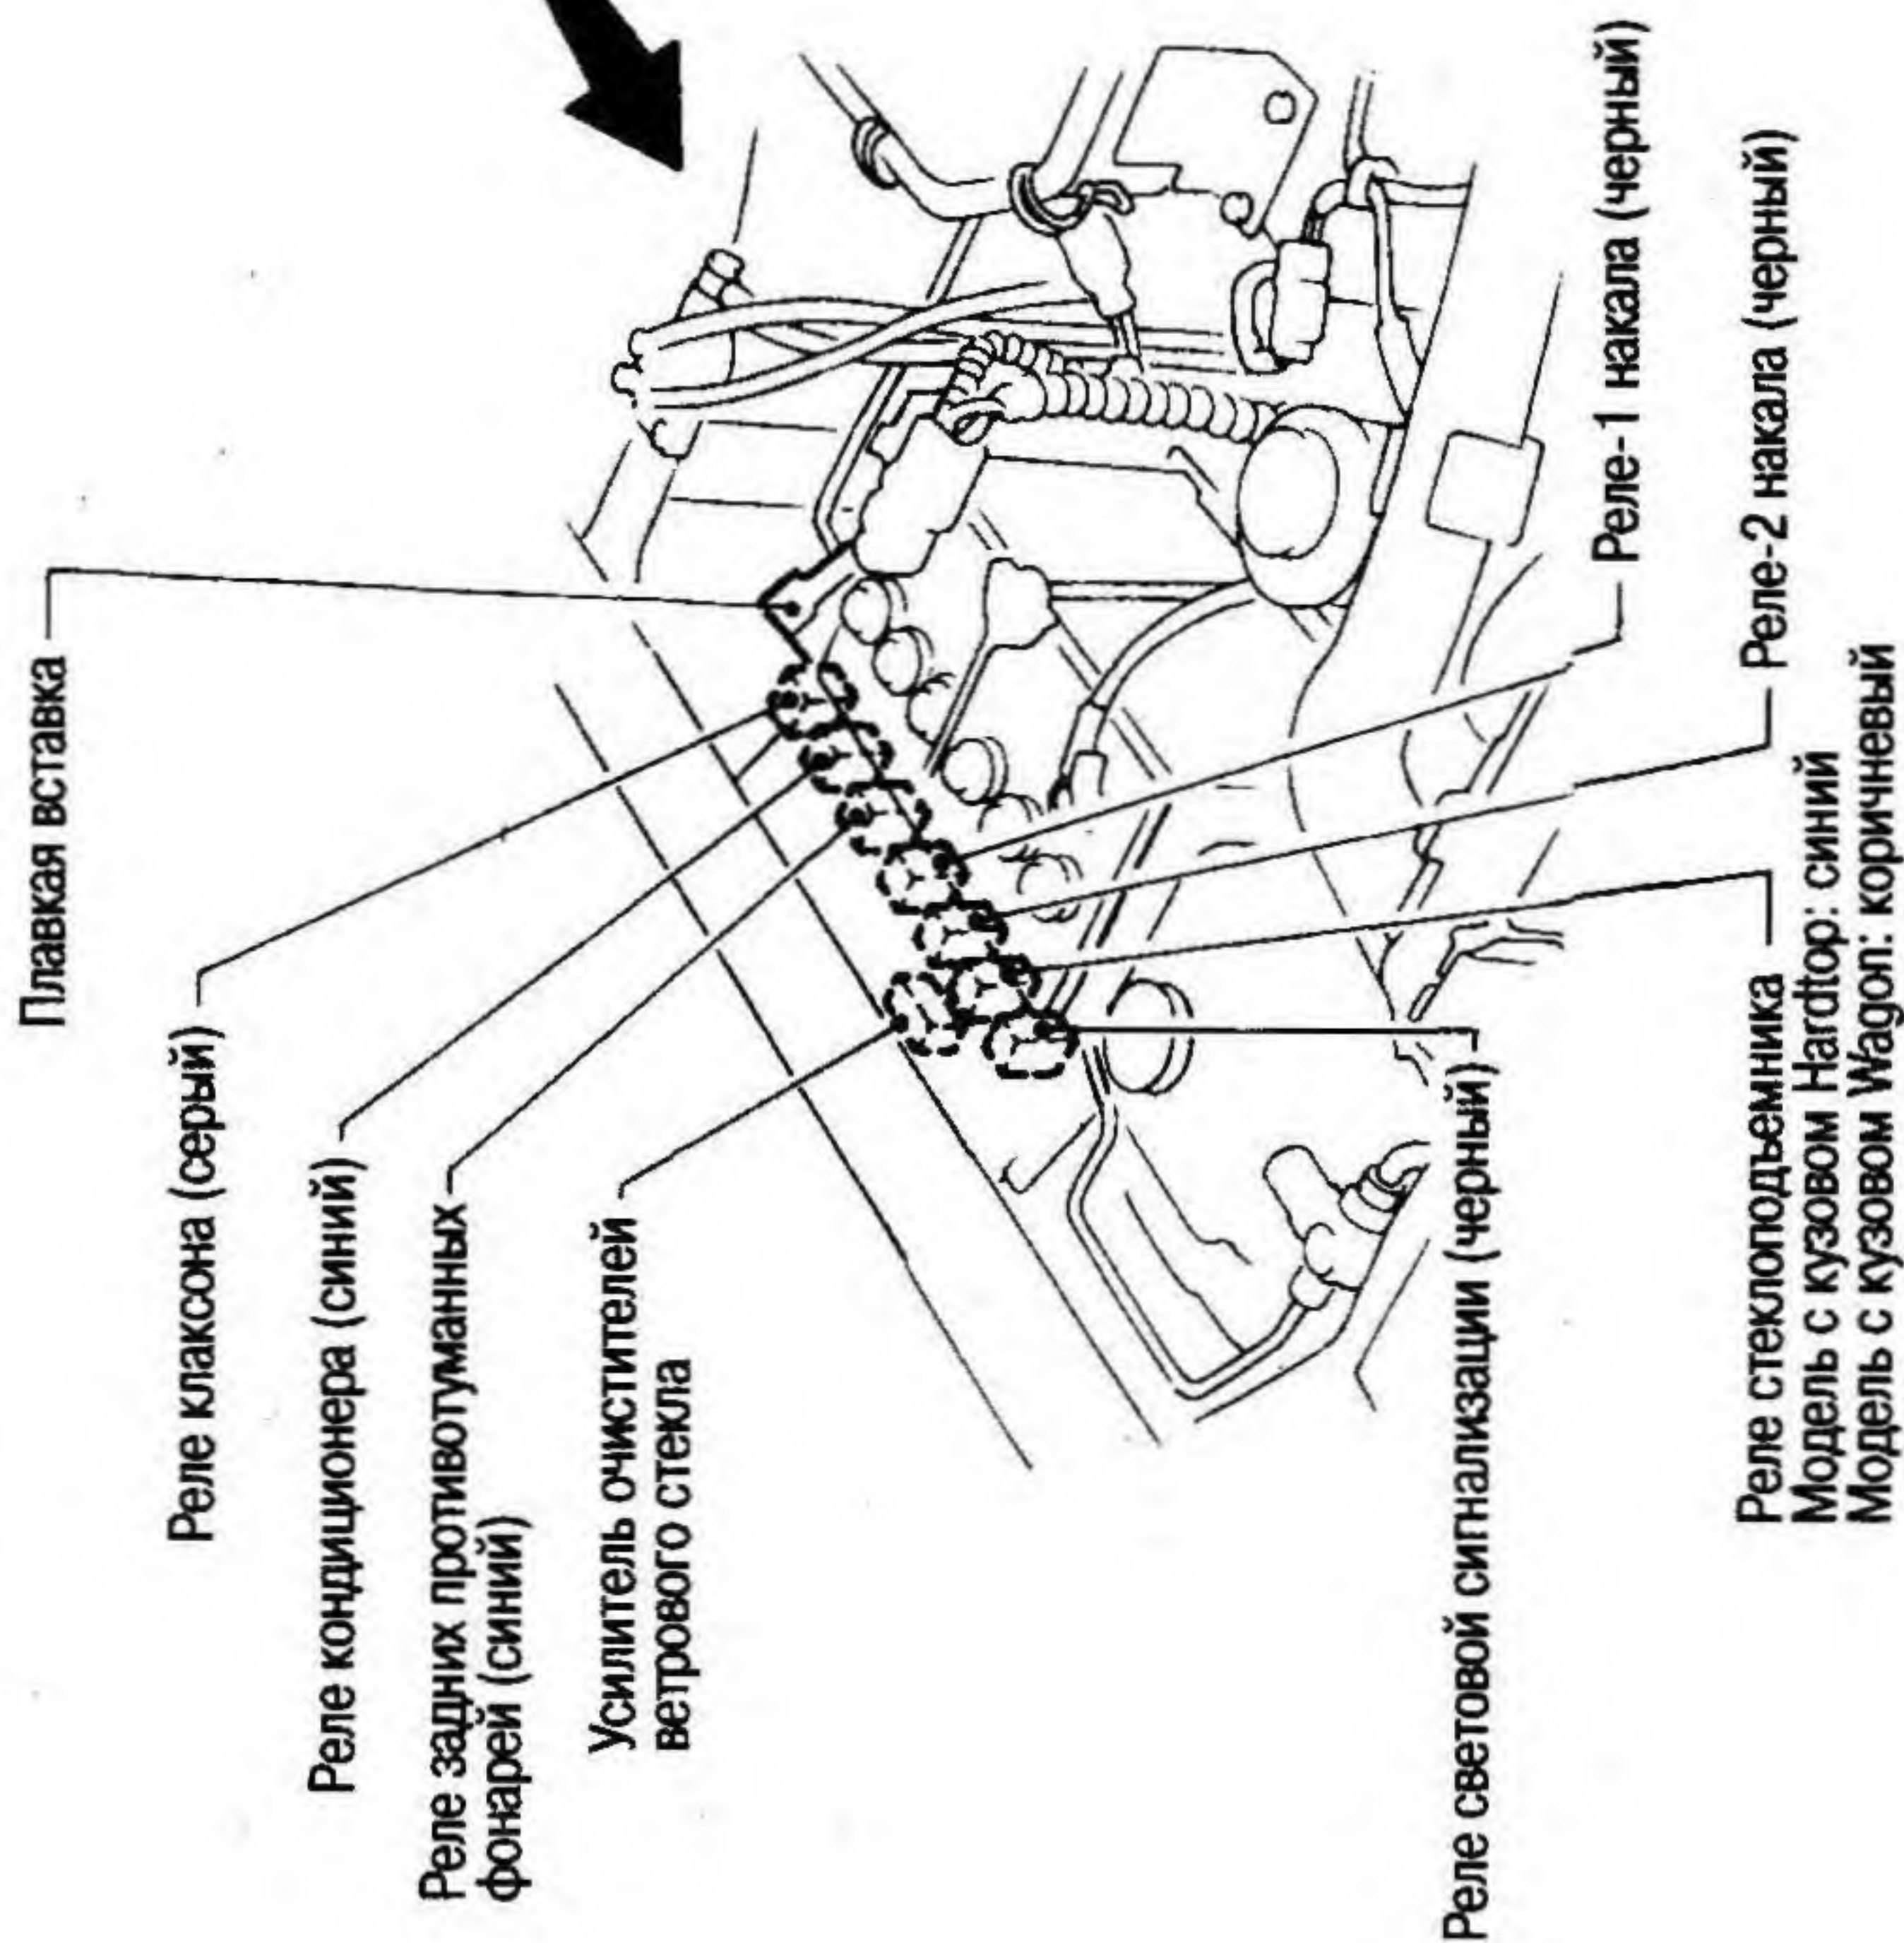 Плавкая вставка
Реле клаксона (серый)
Реле кондиционера (синий)
Реле задних противотуманных
фонарей (синий)
Усилитель очистителей
ветрового стекла
Реле световой сигнализации (черный)
Реле-1 накала (черный)
Реле-2 накала (черный)
Реле стеклоподъемника
Модель с кузовом Hardtop: синий
Модель с кузовом Wagon: коричневый